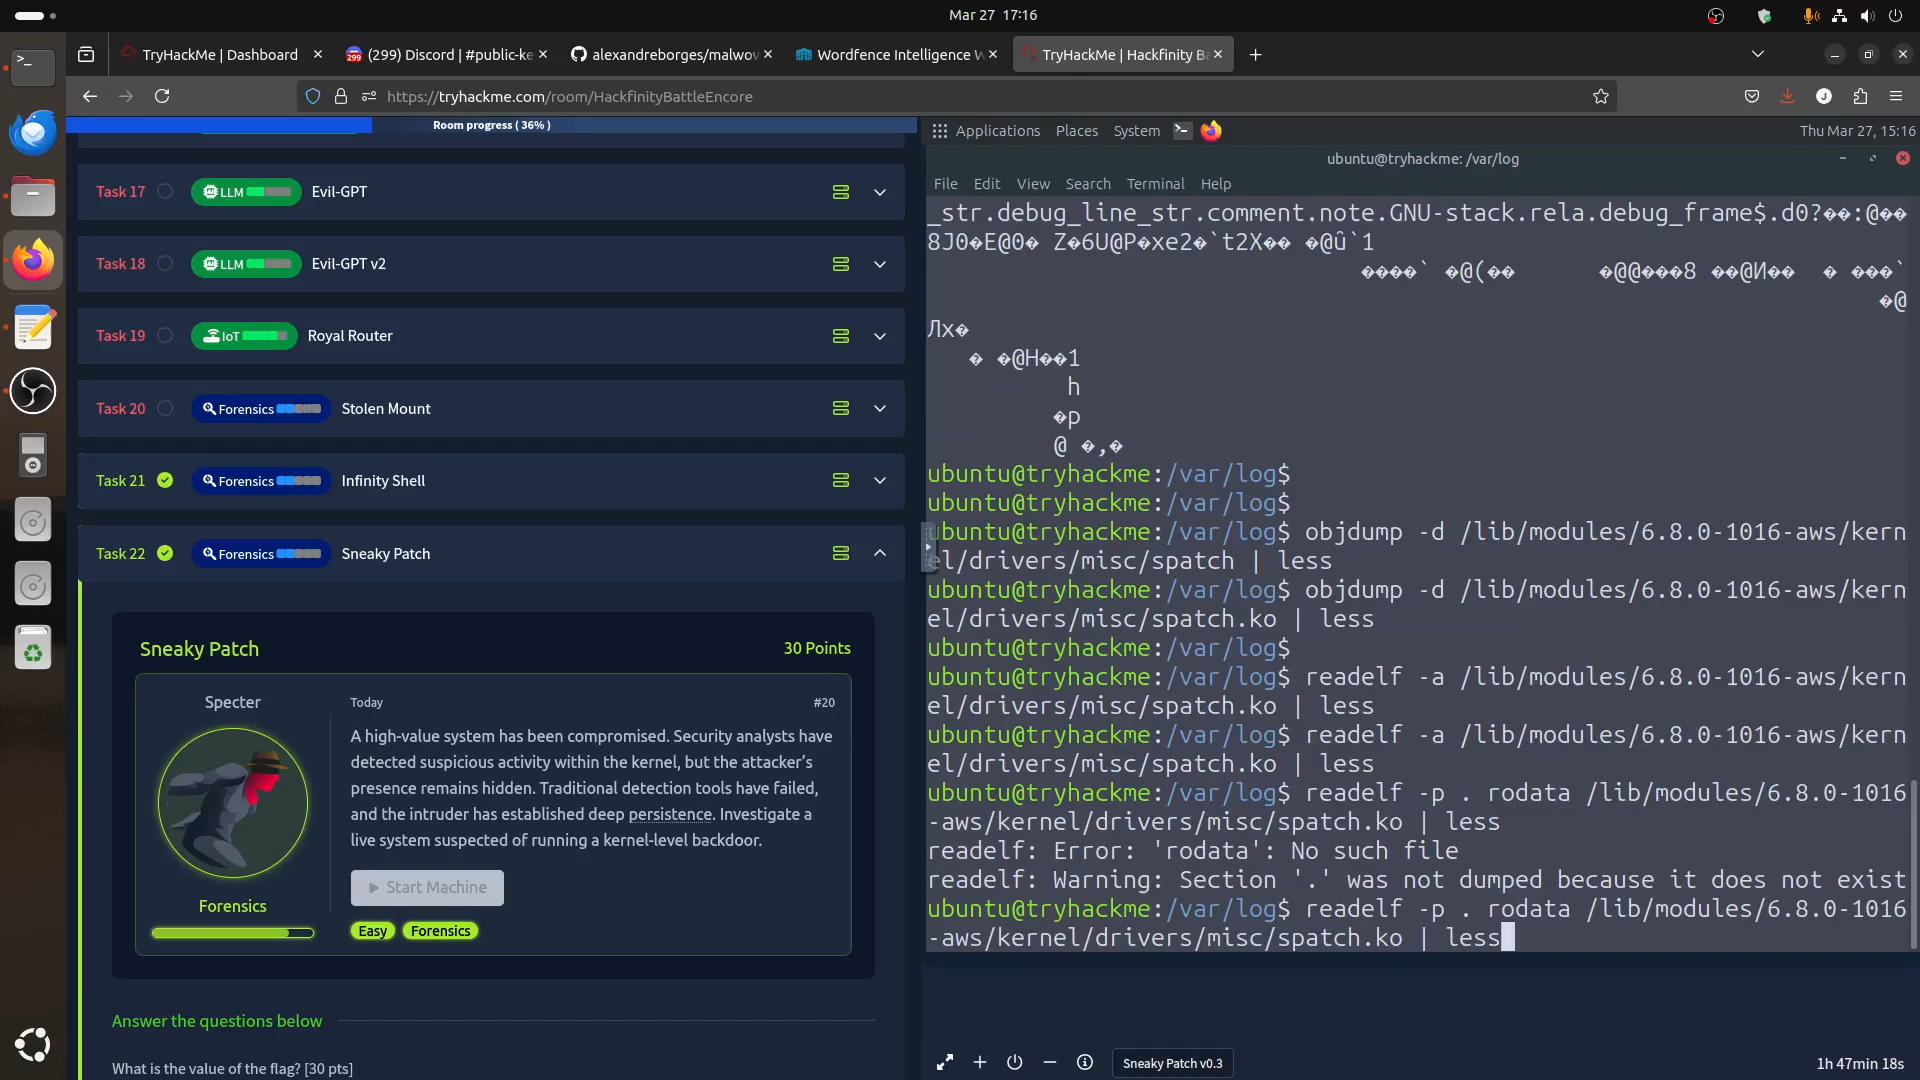 Mar 27 17:16
TryHackMe | Dashboard
(299) Discord | #public-ke
alexandreborges/malwov
Wordfence Intelligence W
TryHackMe | Hackfinity Ba
https://tryhackme.com/room/HackfinityBattleEncore
Room progress ( 36% )
Task 17 LLM Evil-GPT
Task 18 LLM Evil-GPT v2
Task 19 IoT Royal Router
Task 20 Forensics Stolen Mount
Task 21 Forensics Infinity Shell
Task 22 Forensics Sneaky Patch
Sneaky Patch 30 Points
Specter
Today #20
A high-value system has been compromised. Security analysts have
detected suspicious activity within the kernel, but the attacker’s
presence remains hidden. Traditional detection tools have failed,
and the intruder has established deep persistence. Investigate a
live system suspected of running a kernel-level backdoor.
Start Machine
Forensics
Easy Forensics
Answer the questions below
What is the value of the flag? [30 pts]
Applications Places System
Thu Mar 27, 15:16
ubuntu@tryhackme: /var/log
File Edit View Search Terminal Help
_str.debug_line_str.comment.note.GNU-stack.rela.debug_frame$.d0?��:@��
8J0�E@0� Z�6U@P�xe2�`t2X�� �@ȗ`1
����` �@(�� �@@���8 ��@И�� � ���`
�@
Лx�
� �@H��1
h
�p
@ �,�
ubuntu@tryhackme:/var/log$
ubuntu@tryhackme:/var/log$
ubuntu@tryhackme:/var/log$ objdump -d /lib/modules/6.8.0-1016-aws/kern
el/drivers/misc/spatch | less
ubuntu@tryhackme:/var/log$ objdump -d /lib/modules/6.8.0-1016-aws/kern
el/drivers/misc/spatch.ko | less
ubuntu@tryhackme:/var/log$
ubuntu@tryhackme:/var/log$ readelf -a /lib/modules/6.8.0-1016-aws/kern
el/drivers/misc/spatch.ko | less
ubuntu@tryhackme:/var/log$ readelf -a /lib/modules/6.8.0-1016-aws/kern
el/drivers/misc/spatch.ko | less
ubuntu@tryhackme:/var/log$ readelf -p . rodata /lib/modules/6.8.0-1016
-aws/kernel/drivers/misc/spatch.ko | less
readelf: Error: 'rodata': No such file
readelf: Warning: Section '.' was not dumped because it does not exist
ubuntu@tryhackme:/var/log$ readelf -p . rodata /lib/modules/6.8.0-1016
-aws/kernel/drivers/misc/spatch.ko | less
Sneaky Patch v0.3
1h 47min 18s